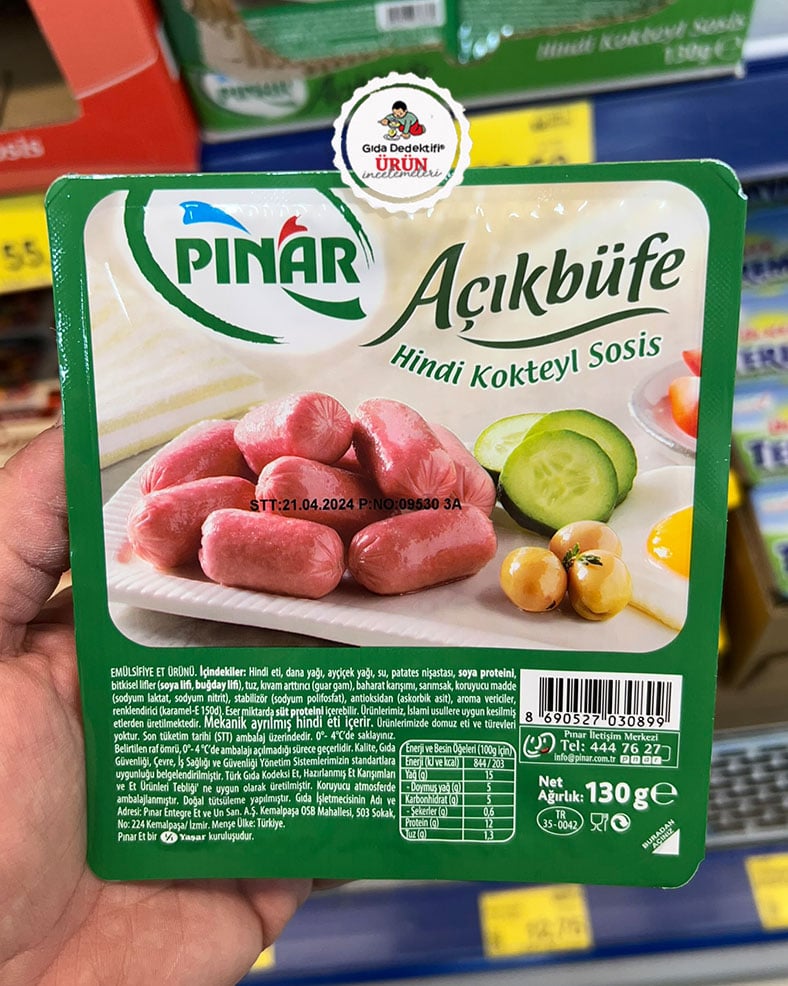 Hindi Kokteyl Sosis
130g ℮
PINAR
Gıda Dedektifi®
ÜRÜN
incelemeleri
55
PINAR
Açıkbüfe
Hindi Kokteyl Sosis
STT:21.04.2024 P:NO:09530 3A
EMÜLSİFİYE ET ÜRÜNÜ. İçindekiler: Hindi eti, dana yağı, ayçiçek yağı, su, patates nişastası, soya proteini,
bitkisel lifler (soya lifi, buğday lifi), tuz, kıvam arttırıcı (guar gam), baharat karışımı, sarımsak, koruyucu madde
(sodyum laktat, sodyum nitrit), stabilizör (sodyum polifosfat), antioksidan (askorbik asit), aroma vericiler,
renklendirici (karamel-E 150d). Eser miktarda süt proteini içerebilir. Ürünlerimiz, İslami usullere uygun kesilmiş
etlerden üretilmektedir. Mekanik ayrılmış hindi eti içerir. Ürünlerimizde domuz eti ve türevleri
yoktur. Son tüketim tarihi (STT) ambalaj üzerindedir. 0°- 4°C'de saklayınız.
Belirtilen raf ömrü, 0°- 4 °C'de ambalajı açılmadığı sürece geçerlidir. Kalite, Gıda
Güvenliği, Çevre, İş Sağlığı ve Güvenliği Yönetim Sistemlerimizin standartlara
uygunluğu belgelendirilmiştir. Türk Gıda Kodeksi Et, Hazırlanmış Et Karışımları
ve Et Ürünleri Tebliği' ne uygun olarak üretilmiştir. Koruyucu atmosferde
ambalajlanmıştır. Doğal tütsüleme yapılmıştır. Gıda İşletmecisinin Adı ve
Adresi: Pınar Entegre Et ve Un San. A.Ş. Kemalpaşa OSB Mahallesi, 503 Sokak,
No: 224 Kemalpaşa/ İzmir. Menşe Ülke: Türkiye.
Pınar Et bir Yaşar kuruluşudur.
Enerji ve Besin Öğeleri (100g için)
Enerji (kJ ve kcal) 844 / 203
Yağ (g) 15
- Doymuş yağ (g) 5
Karbonhidrat (g) 5
- Şekerler (g) 0,6
Protein (g) 12
Tuz (g) 1,3
8 690527 030899
Pınar İletişim Merkezi
Tel: 444 76 27
info@pinar.com.tr
Net
Ağırlık: 130 g ℮
TR
35-0042
BURADAN
AÇINIZ